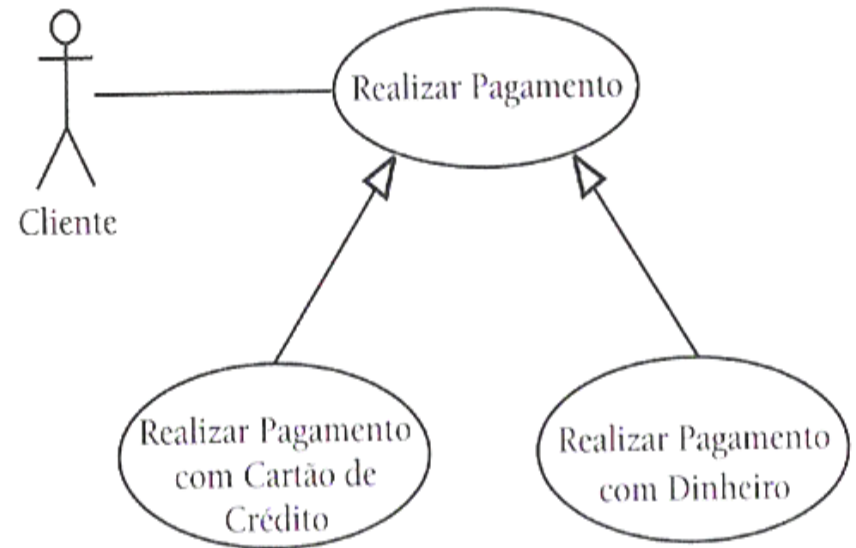 Realizar Pagamento
Cliente
Realizar Pagamento
com Cartão de
Crédito
Realizar Pagamento
com Dinheiro